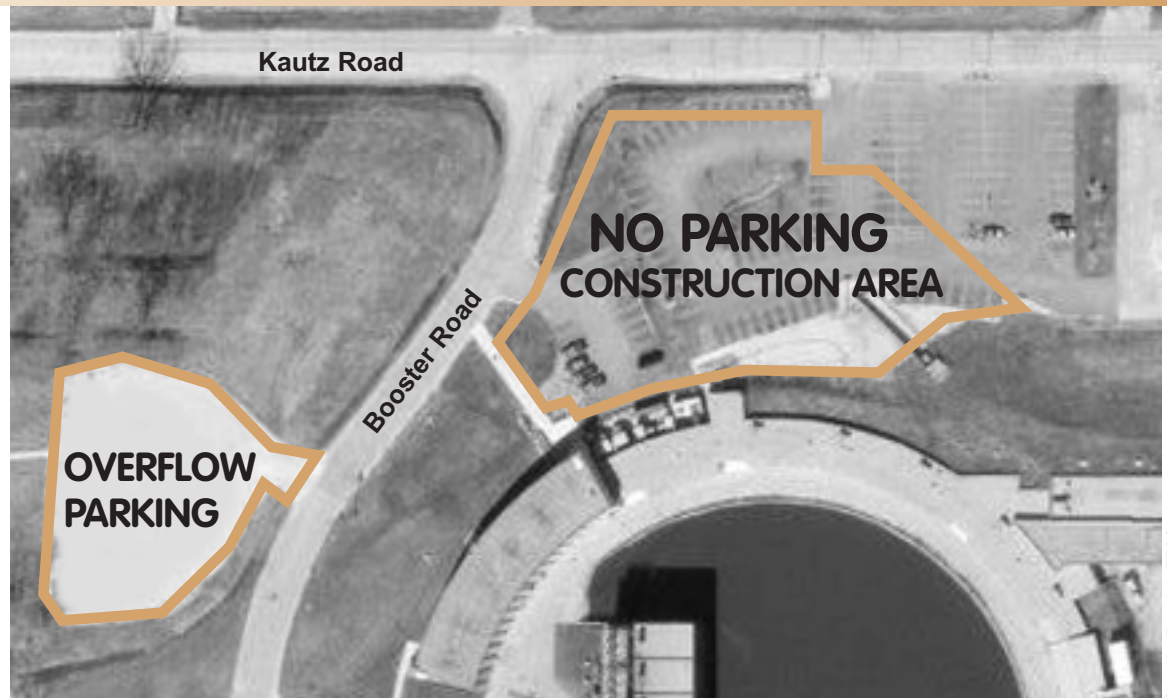 Kautz Road
NO PARKING
CONSTRUCTION AREA
Booster Road
OVERFLOW
PARKING